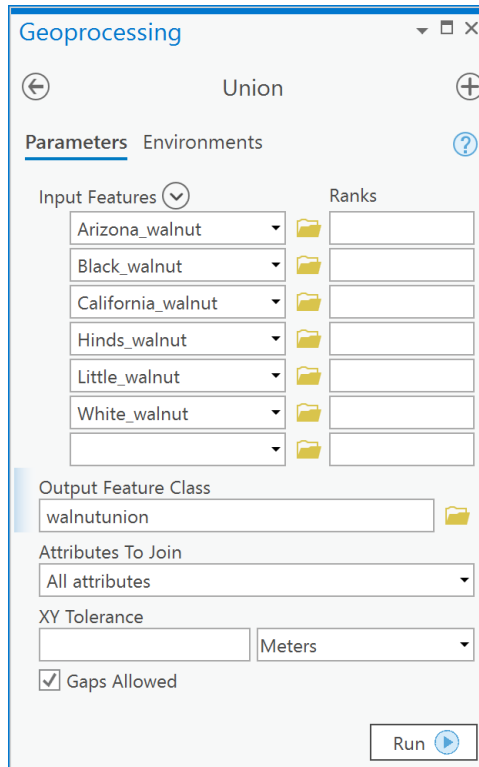 Geoprocessing
Union
Parameters Environments
Input Features Ranks
Arizona_walnut
Black_walnut
California_walnut
Hinds_walnut
Little_walnut
White_walnut
Output Feature Class
walnutunion
Attributes To Join
All attributes
XY Tolerance
Meters
Gaps Allowed
Run